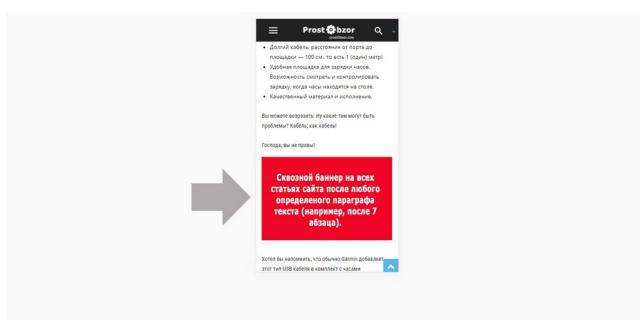 Prost Obzor
prostobzor.com
Долгий кабель, расстояния от порта до
площадки — 100 см, то есть 1 (один) метр!
Удобная площадка для зарядки часов.
Возможность смотреть и контролировать
зарядку, когда часы находятся на столе.
Качественный материал и исполнение.
Вы можете возразить: Ну какие там могут быть
проблемы? Кабель, как кабель!
Господа, вы не правы!
Сквозной баннер на всех
статьях сайта после любого
определеного параграфа
текста (например, после 7
абзаца).
Хотел бы напомнить, что обычно Garmin добавляет
этот тип USB кабеля в комплект с часами